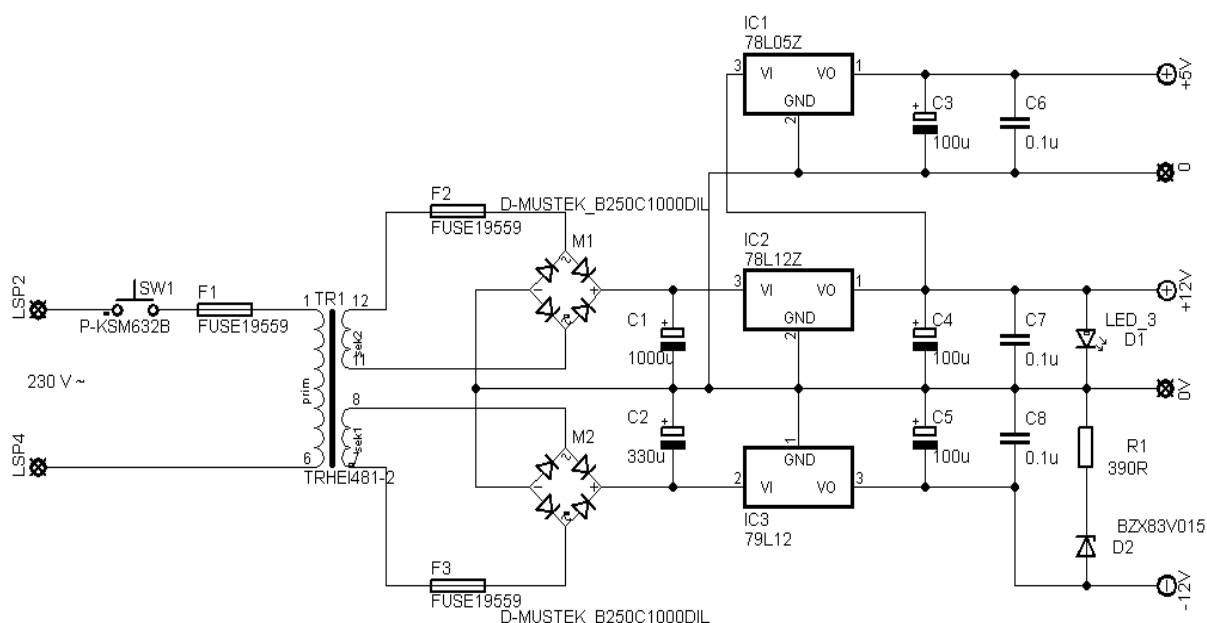 IC1
78L05Z
3
VI
VO
1
GND
2
+
C3
100u
C6
0.1u
+5V
0
F2
FUSE19559
D-MUSTEK_B250C1000DIL
M1
IC2
78L12Z
3
VI
VO
1
GND
2
+
C1
1000u
+
C4
100u
C7
0.1u
LED_3
D1
+12V
0V
LSP2
SW1
P-KSM632B
F1
FUSE19559
1
TR1
12
sek2
11
230 V ~
prim
8
sek1
7
6
TRHEI481-2
LSP4
M2
C2
+
330u
1
GND
2
VI
VO
3
IC3
79L12
+
C5
100u
C8
0.1u
R1
390R
BZX83V015
D2
-12V
F3
FUSE19559
D-MUSTEK_B250C1000DIL